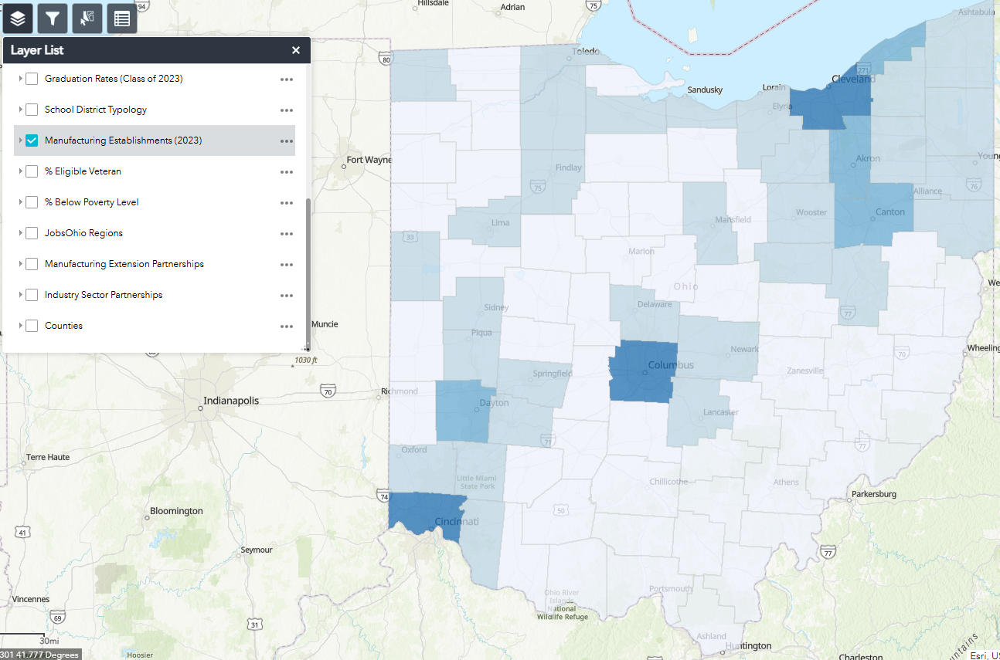 94
Hillsdale
Adrian
75
Ashtabula
Layer List
80
Toledo
271
Cleveland
Graduation Rates (Class of 2023)
Sandusky
Lorain
Elyria
School District Typology
Manufacturing Establishments (2023)
Fort Wayne
Findlay
Akron
Youn
% Eligible Veteran
75
76
Alliance
% Below Poverty Level
Lima
Mansfield
Wooster
Canton
JobsOhio Regions
33
Marion
Manufacturing Extension Partnerships
Ohio
We
Industry Sector Partnerships
Sidney
Delaware
77
Counties
Muncie
Piqua
Newark
70
Wheeling
1030 ft
Columbus
Springfield
Zanesville
70
Richmond
Indianapolis
Dayton
Lancaster
71
77
Terre Haute
Oxford
Little Miami
State Park
Chillicothe
Athens
74
Parkersburg
Bloomington
50
Cincinnati
41
Seymour
77
Ohio River
Islands
National
Wildlife Refuge
Portsmouth
Vincennes
69
31
Ashland
Huntington
30mi
301 41.777 Degrees
Hoosier
Charleston
untains
Esri, US